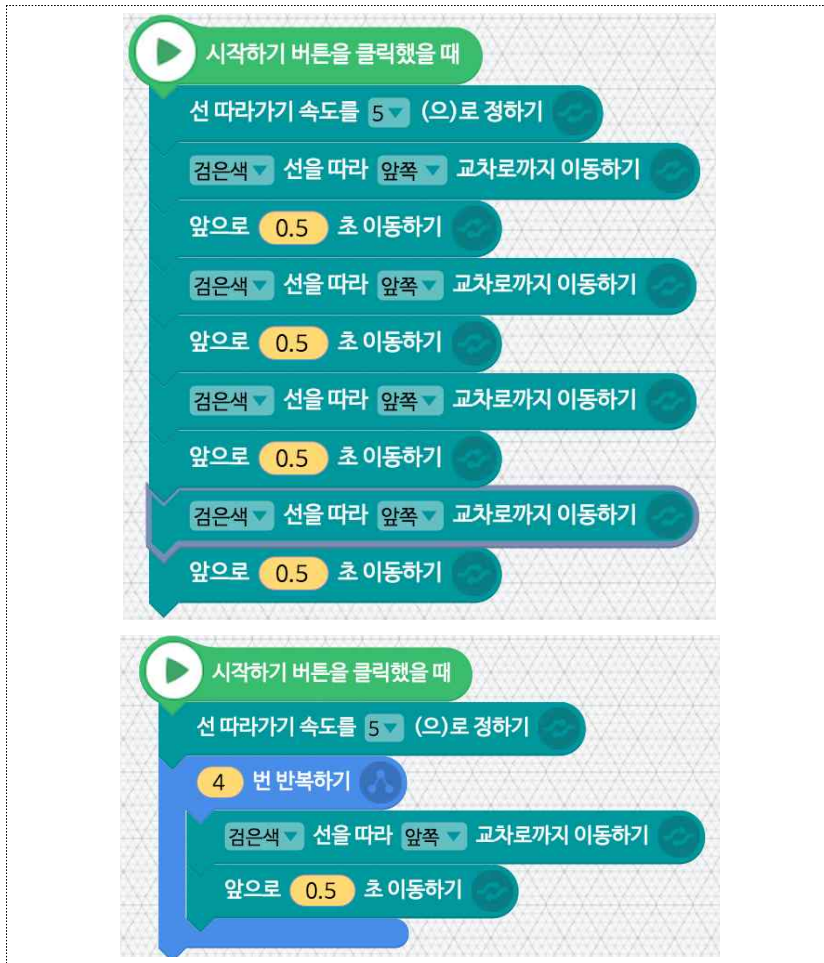 시작하기 버튼을 클릭했을 때
선 따라가기 속도를 5 (으)로 정하기
검은색 선을 따라 앞쪽 교차로까지 이동하기
앞으로 0.5 초 이동하기
검은색 선을 따라 앞쪽 교차로까지 이동하기
앞으로 0.5 초 이동하기
검은색 선을 따라 앞쪽 교차로까지 이동하기
앞으로 0.5 초 이동하기
검은색 선을 따라 앞쪽 교차로까지 이동하기
앞으로 0.5 초 이동하기
시작하기 버튼을 클릭했을 때
선 따라가기 속도를 5 (으)로 정하기
4 번 반복하기
검은색 선을 따라 앞쪽 교차로까지 이동하기
앞으로 0.5 초 이동하기